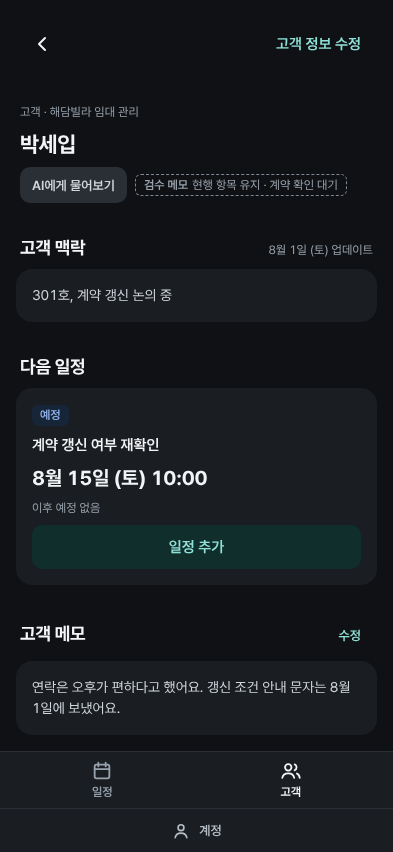 고객 정보 수정
고객 · 해담빌라 임대 관리
박세입
AI에게 물어보기
검수 메모 현행 항목 유지 · 계약 확인 대기
고객 맥락
8월 1일 (토) 업데이트
301호, 계약 갱신 논의 중
다음 일정
예정
계약 갱신 여부 재확인
8월 15일 (토) 10:00
이후 예정 없음
일정 추가
고객 메모
수정
연락은 오후가 편하다고 했어요. 갱신 조건 안내 문자는 8월
1일에 보냈어요.
일정
고객
계정